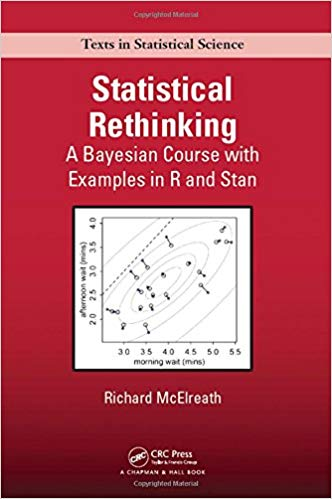 Texts in Statistical Science
Statistical
Rethinking
A Bayesian Course with
Examples in R and Stan
afternoon wait (mins)
4.0
3.5
3.0
2.5
2.0
3.0 3.5 4.0 4.5 5.0 5.5
morning wait (mins)
Richard McElreath
CRC
CRC Press
Taylor & Francis Group
A CHAPMAN & HALL BOOK